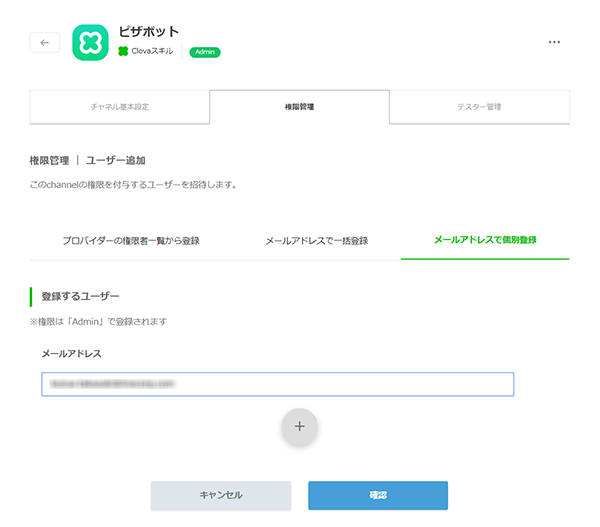 ピザボット
Clovaスキル Admin
チャネル基本設定 権限管理 テスター管理
権限管理 | ユーザー追加
このchannelの権限を付与するユーザーを招待します。
プロバイダーの権限者一覧から登録 メールアドレスで一括登録 メールアドレスで個別登録
登録するユーザー
※権限は「Admin」で登録されます
メールアドレス
キャンセル 確認